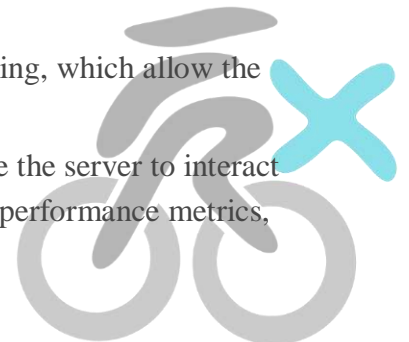 ing, which allow the
e the server to interact
performance metrics,